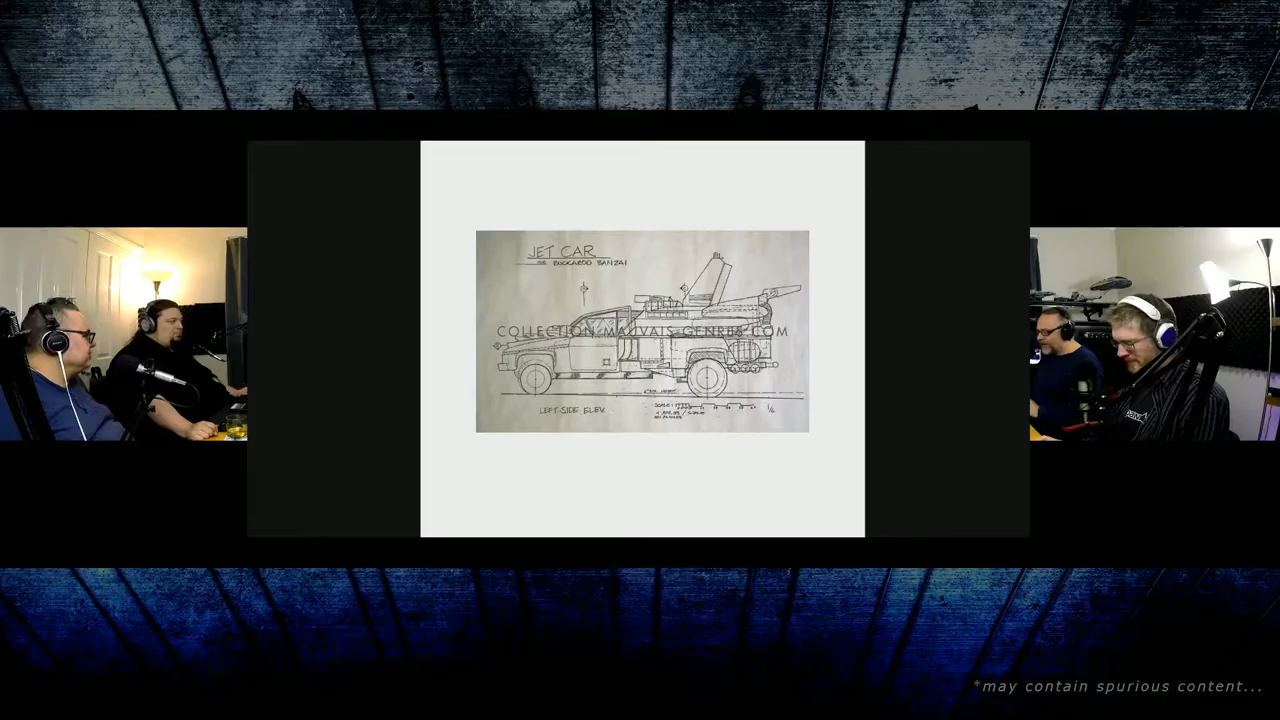 JET CAR
BUCKAROO BANZAI
COLLECTION-MAUVAIS-GENRES.COM
LEFT SIDE ELEV.
*may contain spurious content...